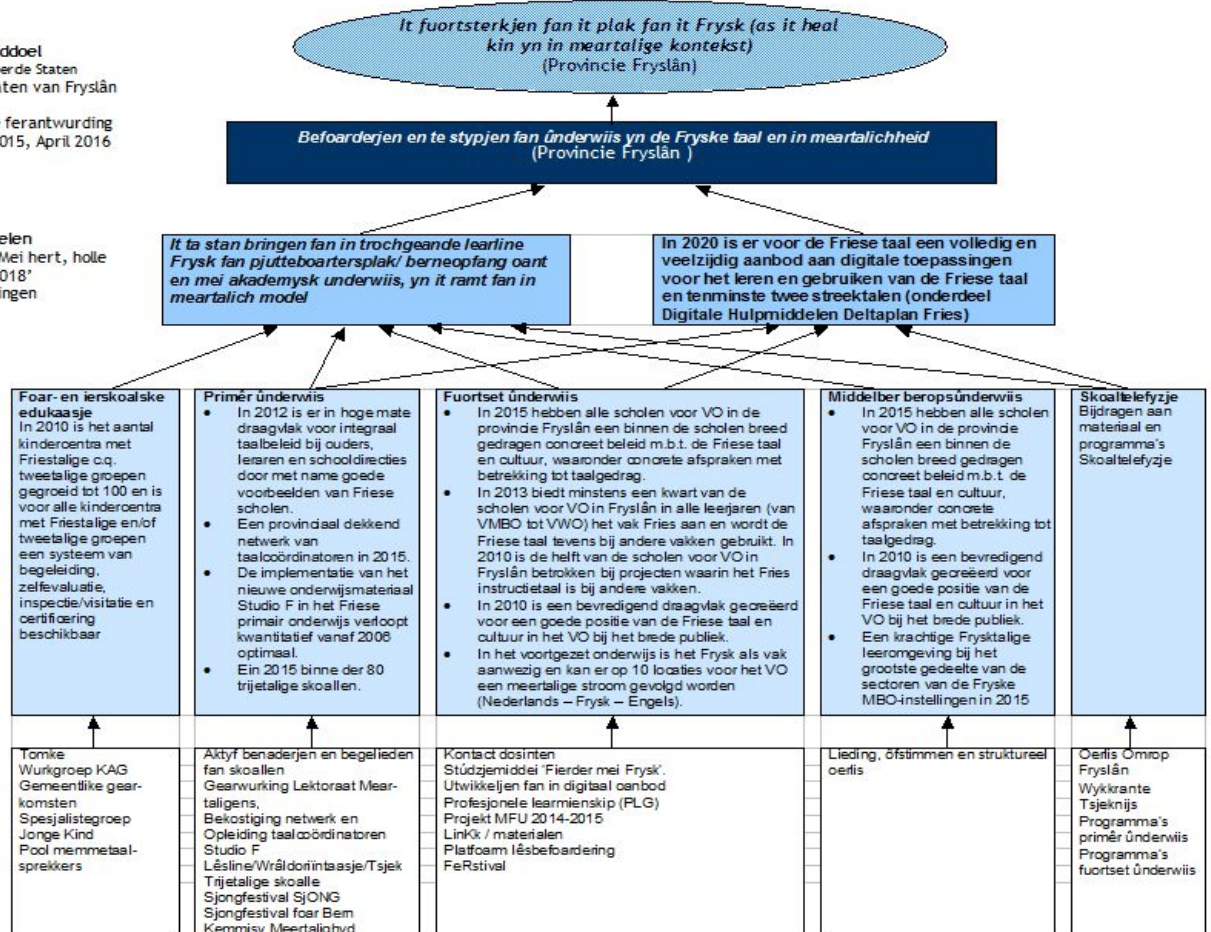 It fuortsterkjen fan it plak fan it Frysk (as it heal
kin yn in meartalige kontekst)
(Provincie Fryslân)
ddoel
erde Staten
ten van Fryslân
ferantwurding
015, April 2016
Befoarderjen en te stypjen fan ûnderwiis yn de Fryske taal en in meartalichheid
(Provincie Fryslân )
elen
Mei hert, holle
018’
ingen
It ta stan bringen fan in trochgeande learline
Frysk fan pjutteboartersplak/ berneopfang oant
en mei akademysk underwiis, yn it ramt fan in
meartalich model
In 2020 is er voor de Friese taal een volledig en
veelzijdig aanbod aan digitale toepassingen
voor het leren en gebruiken van de Friese taal
en tenminste twee streektalen (onderdeel
Digitale Hulpmiddelen Deltaplan Fries)
Foar- en ierskoalske
edukaasje
In 2010 is het aantal
kindercentra met
Friestalige c.q.
tweetalige groepen
gegroeid tot 100 en is
voor alle kindercentra
met Friestalige en/of
tweetalige groepen
een systeem van
begeleiding,
zelfevaluatie,
inspectie/visitatie en
certificering
beschikbaar
Primêr ûnderwiis
• In 2012 is er in hoge mate
draagvlak voor integraal
taalbeleid bij ouders,
leraren en schooldirecties
door met name goede
voorbeelden van Friese
scholen.
• Een provinciaal dekkend
netwerk van
taalcoördinatoren in 2015.
• De implementatie van het
nieuwe onderwijsmateriaal
Studio F in het Friese
primair onderwijs verloopt
kwantitatief vanaf 2006
optimaal.
• Ein 2015 binne der 80
trijetalige skoallen.
Fuortset ûnderwiis
• In 2015 hebben alle scholen voor VO in de
provincie Fryslân een binnen de scholen breed
gedragen concreet beleid m.b.t. de Friese taal
en cultuur, waaronder concrete afspraken met
betrekking tot taalgedrag.
• In 2013 biedt minstens een kwart van de
scholen voor VO in Fryslân in alle leerjaren (van
VMBO tot VWO) het vak Fries aan en wordt de
Friese taal tevens bij andere vakken gebruikt. In
2010 is de helft van de scholen voor VO in
Fryslân betrokken bij projecten waarin het Fries
instructietaal is bij andere vakken.
• In 2010 is een bevredigend draagvlak gecreëerd
voor een goede positie van de Friese taal en
cultuur in het VO bij het brede publiek.
• In het voortgezet onderwijs is het Frysk als vak
aanwezig en kan er op 10 locaties voor het VO
een meertalige stroom gevolgd worden
(Nederlands – Frysk – Engels).
Middelber beropsûnderwiis
• In 2015 hebben alle scholen
voor VO in de provincie
Fryslân een binnen de
scholen breed gedragen
concreet beleid m.b.t. de
Friese taal en cultuur,
waaronder concrete
afspraken met betrekking tot
taalgedrag.
• In 2010 is een bevredigend
draagvlak gecreëerd voor
een goede positie van de
Friese taal en cultuur in het
VO bij het brede publiek.
• Een krachtige Frysktalige
leeromgeving bij het
grootste gedeelte van de
sectoren van de Fryske
MBO-instellingen in 2015
Skoaltelefyzje
Bijdragen aan
materiaal en
programma's
Skoaltelefyzje
Tomke
Wurkgroep KAG
Gemeentlike gear-
komsten
Spesjalistegroep
Jonge Kind
Pool memmetaal-
sprekkers
Aktyf benaderjen en begelieden
fan skoallen
Gearwurking Lektoraat Mear-
taligens,
Bekostiging netwerk en
Opleiding taalcoördinatoren
Studio F
Lêsline/Wrâldoriïntaasje/Tsjek
Trijetalige skoalle
Sjongfestival SjONG
Sjongfestival foar Bern
Kemmisy Meertalighyd
Kontact dosinten
Stúdzjemiddei ‘Fierder mei Frysk’.
Utwikkeljen fan in digitaal oanbod
Profesjonele learmienskip (PLG)
Projekt MFU 2014-2015
LinKk / materialen
Platfoarm lêsbefoardering
FeRstival
Lieding, ôfstimmen en struktureel
oerlis
Oerlis Omrop
Fryslân
Wykkrante
Tsjeknijs
Programma's
primêr ûnderwiis
Programma's
fuortset ûnderwiis